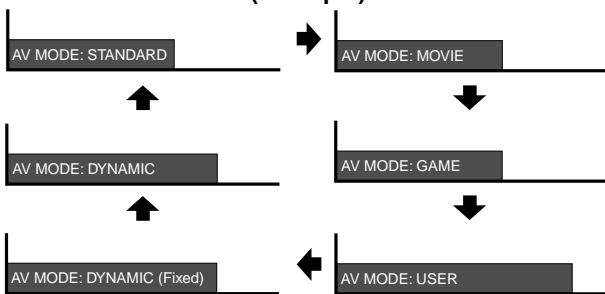 AV MODE: STANDARD
AV MODE: MOVIE
AV MODE: DYNAMIC
AV MODE: GAME
AV MODE: DYNAMIC (Fixed)
AV MODE: USER